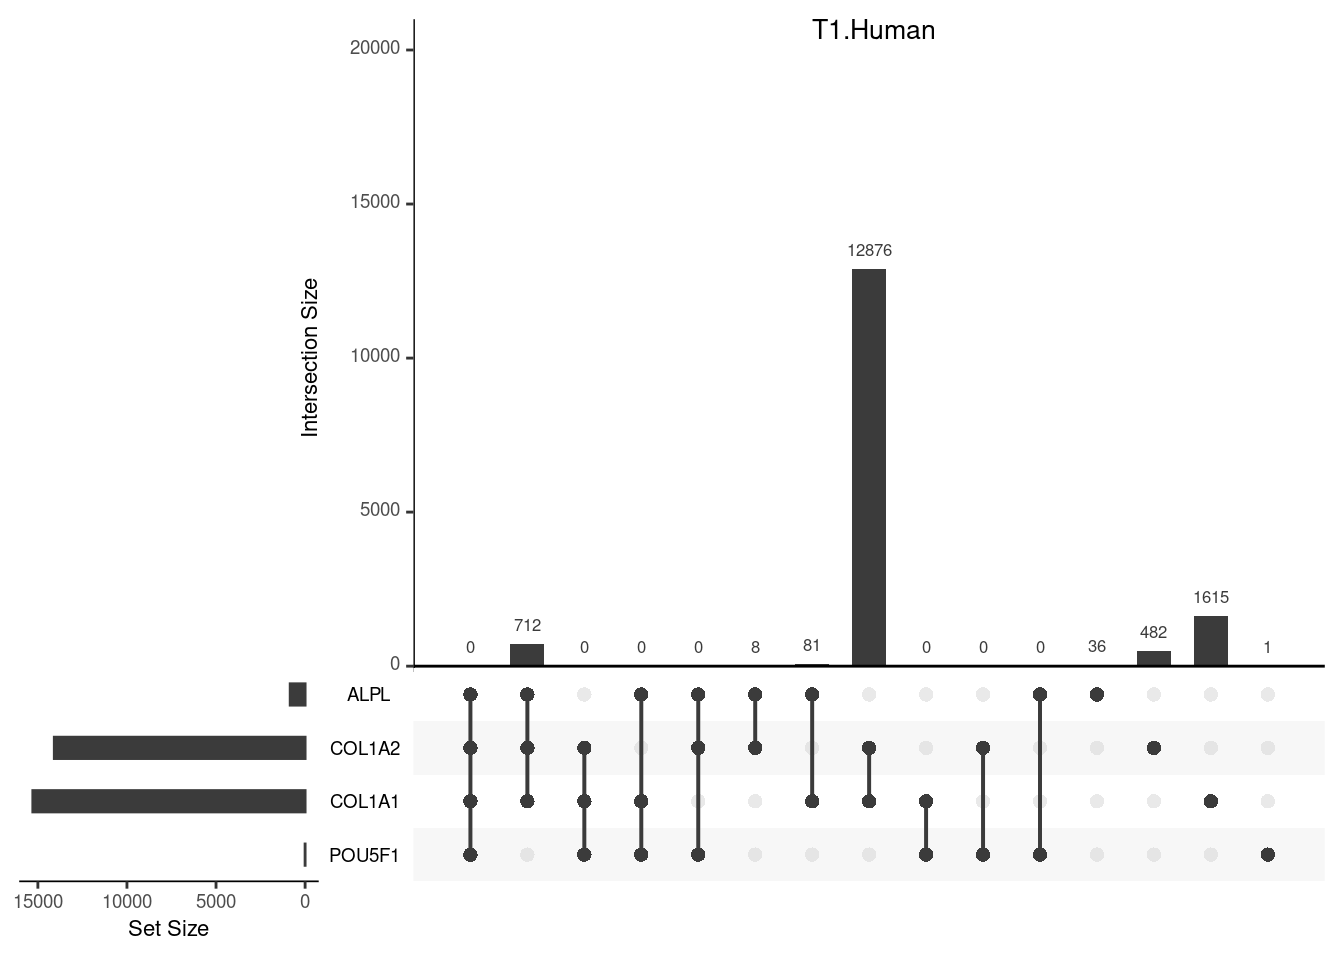 T1.Human
20000
15000
10000
5000
0
Intersection Size
12876
1615
712
482
81
0 0 0 0 8 0 0 0 36 1
ALPL
COL1A2
COL1A1
POU5F1
15000 10000 5000 0
Set Size